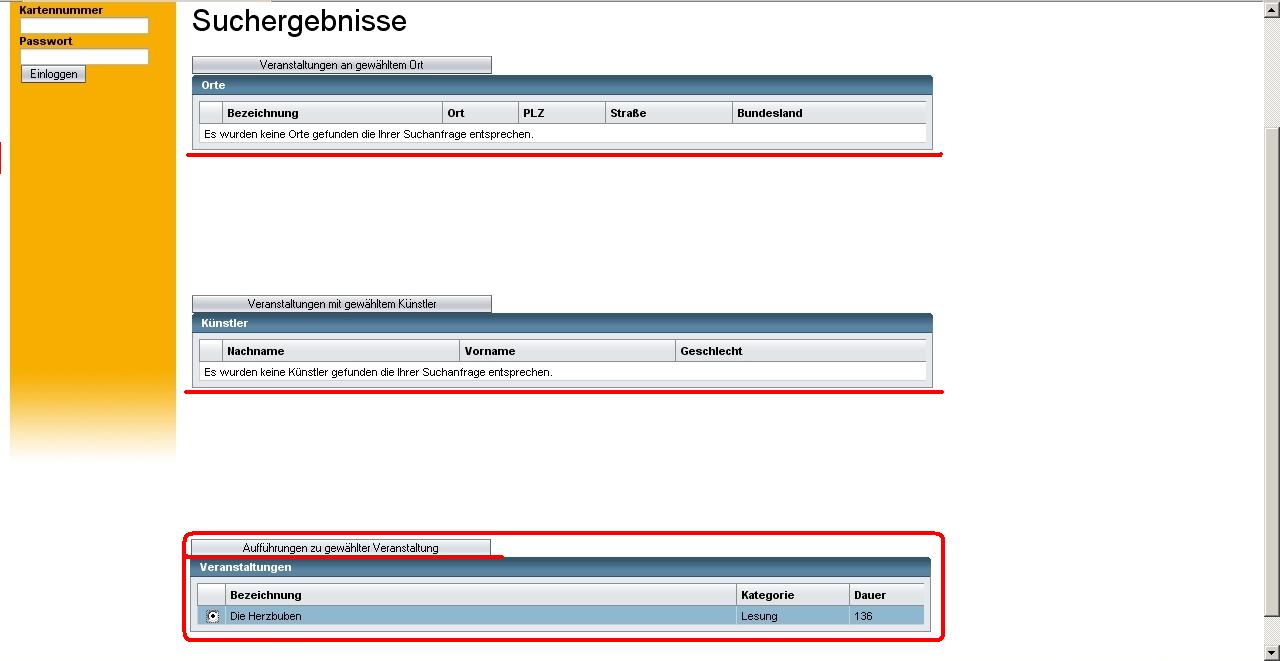 Kartennummer
Passwort
Einloggen
Suchergebnisse
Veranstaltungen an gewähltem Ort
Orte
Bezeichnung Ort PLZ Straße Bundesland
Es wurden keine Orte gefunden die Ihrer Suchanfrage entsprechen.
Veranstaltungen mit gewähltem Künstler
Künstler
Nachname Vorname Geschlecht
Es wurden keine Künstler gefunden die Ihrer Suchanfrage entsprechen.
Aufführungen zu gewählter Veranstaltung
Veranstaltungen
Bezeichnung Kategorie Dauer
Die Herzbuben Lesung 136